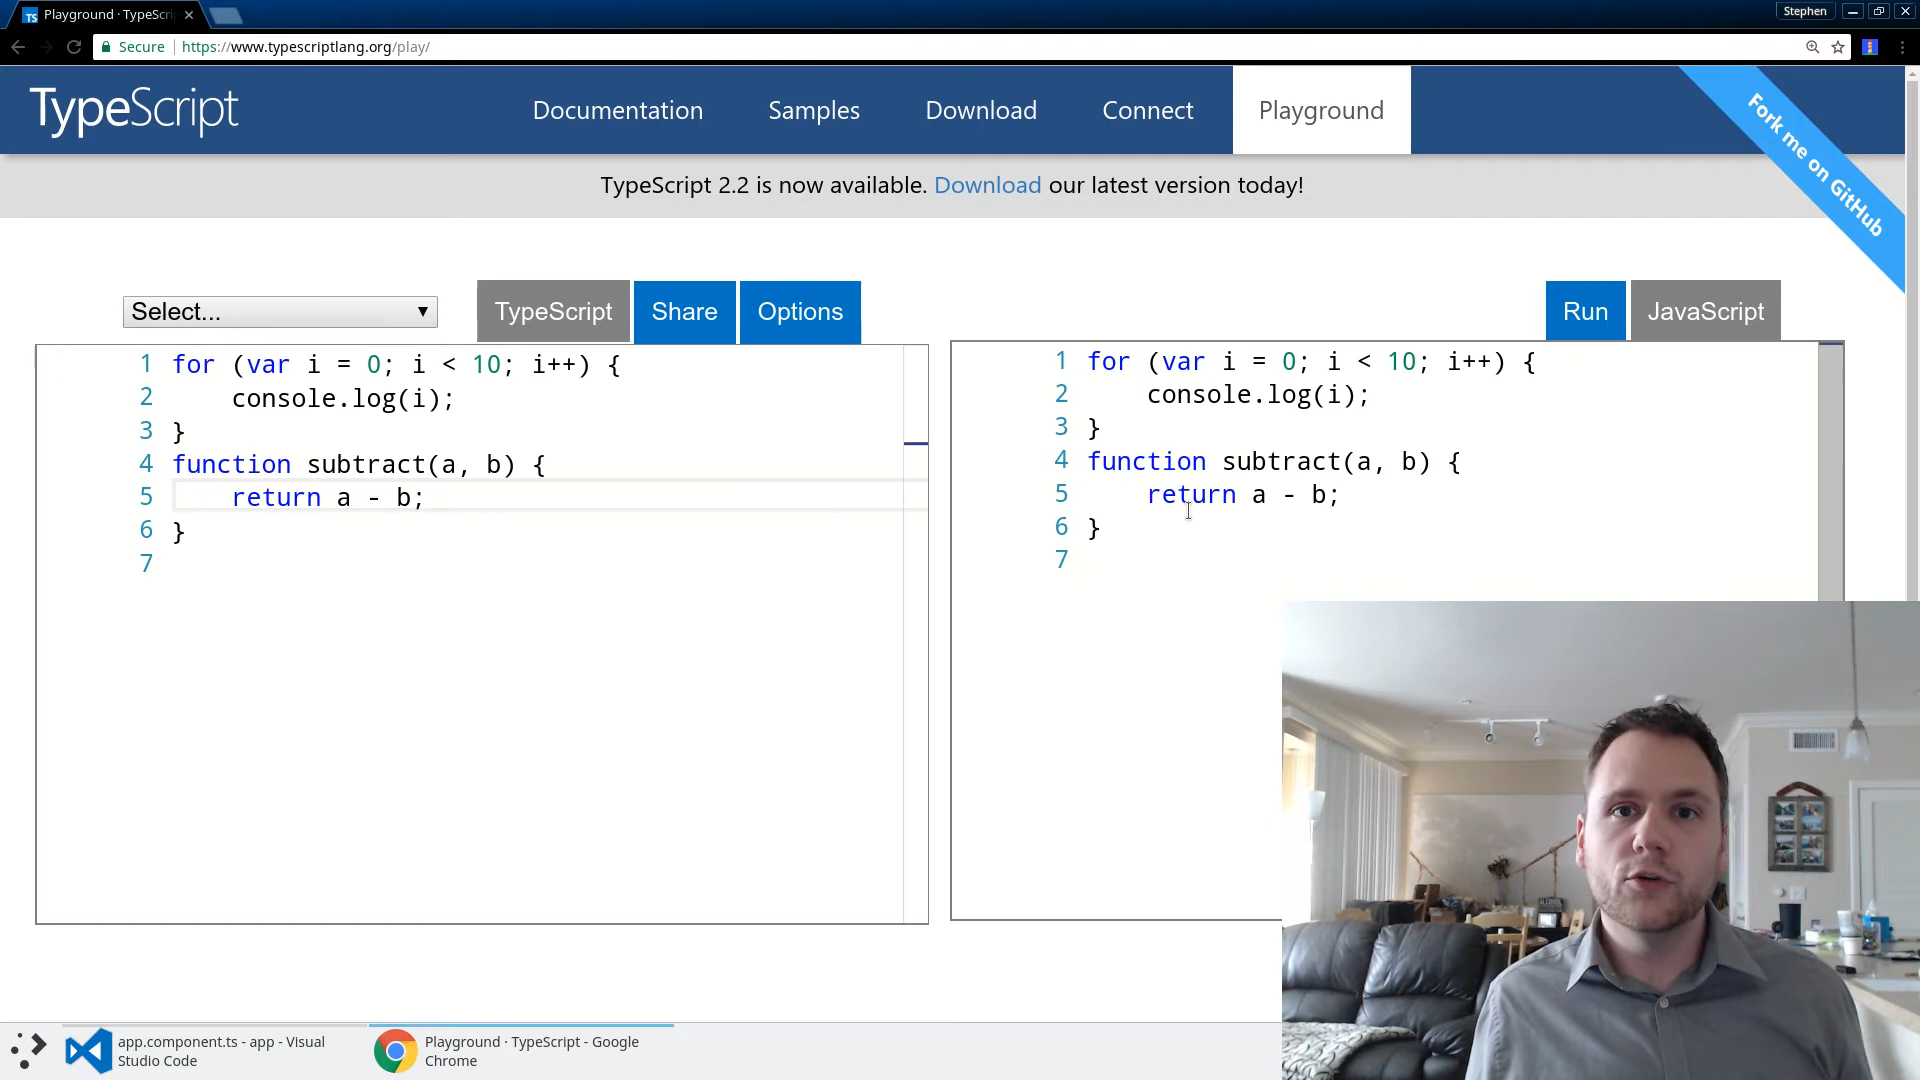 Playground · TypeScri
Stephen
Secure https://www.typescriptlang.org/play/
TypeScript
Documentation
Samples
Download
Connect
Playground
Fork me on GitHub
TypeScript 2.2 is now available. Download our latest version today!
Select...
TypeScript
Share
Options
Run
JavaScript
1 for (var i = 0; i < 10; i++) {
2 console.log(i);
3 }
4 function subtract(a, b) {
5 return a - b;
6 }
7
1 for (var i = 0; i < 10; i++) {
2 console.log(i);
3 }
4 function subtract(a, b) {
5 return a - b;
6 }
7
app.component.ts - app - Visual
Studio Code
Playground · TypeScript - Google
Chrome